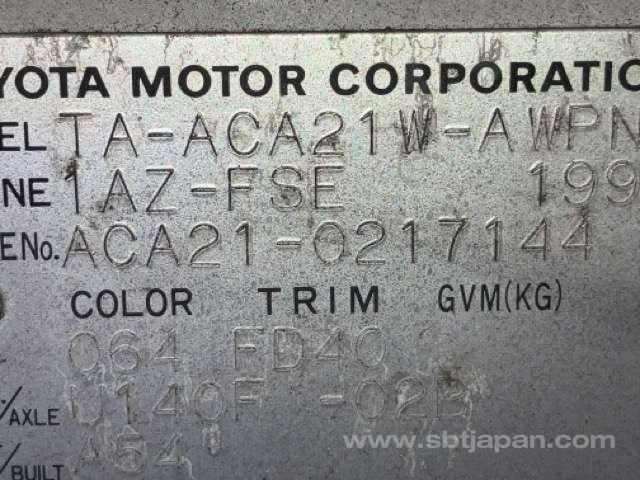 YOTA MOTOR CORPORATIO
EL TA-ACA21W-AWPN
NE 1AZ-FSE 199
E No. ACA21-0217144
COLOR TRIM GVM(KG)
064 FD40
/AXLE U140F -02B
/BUILT A54
www.sbtjapan.com